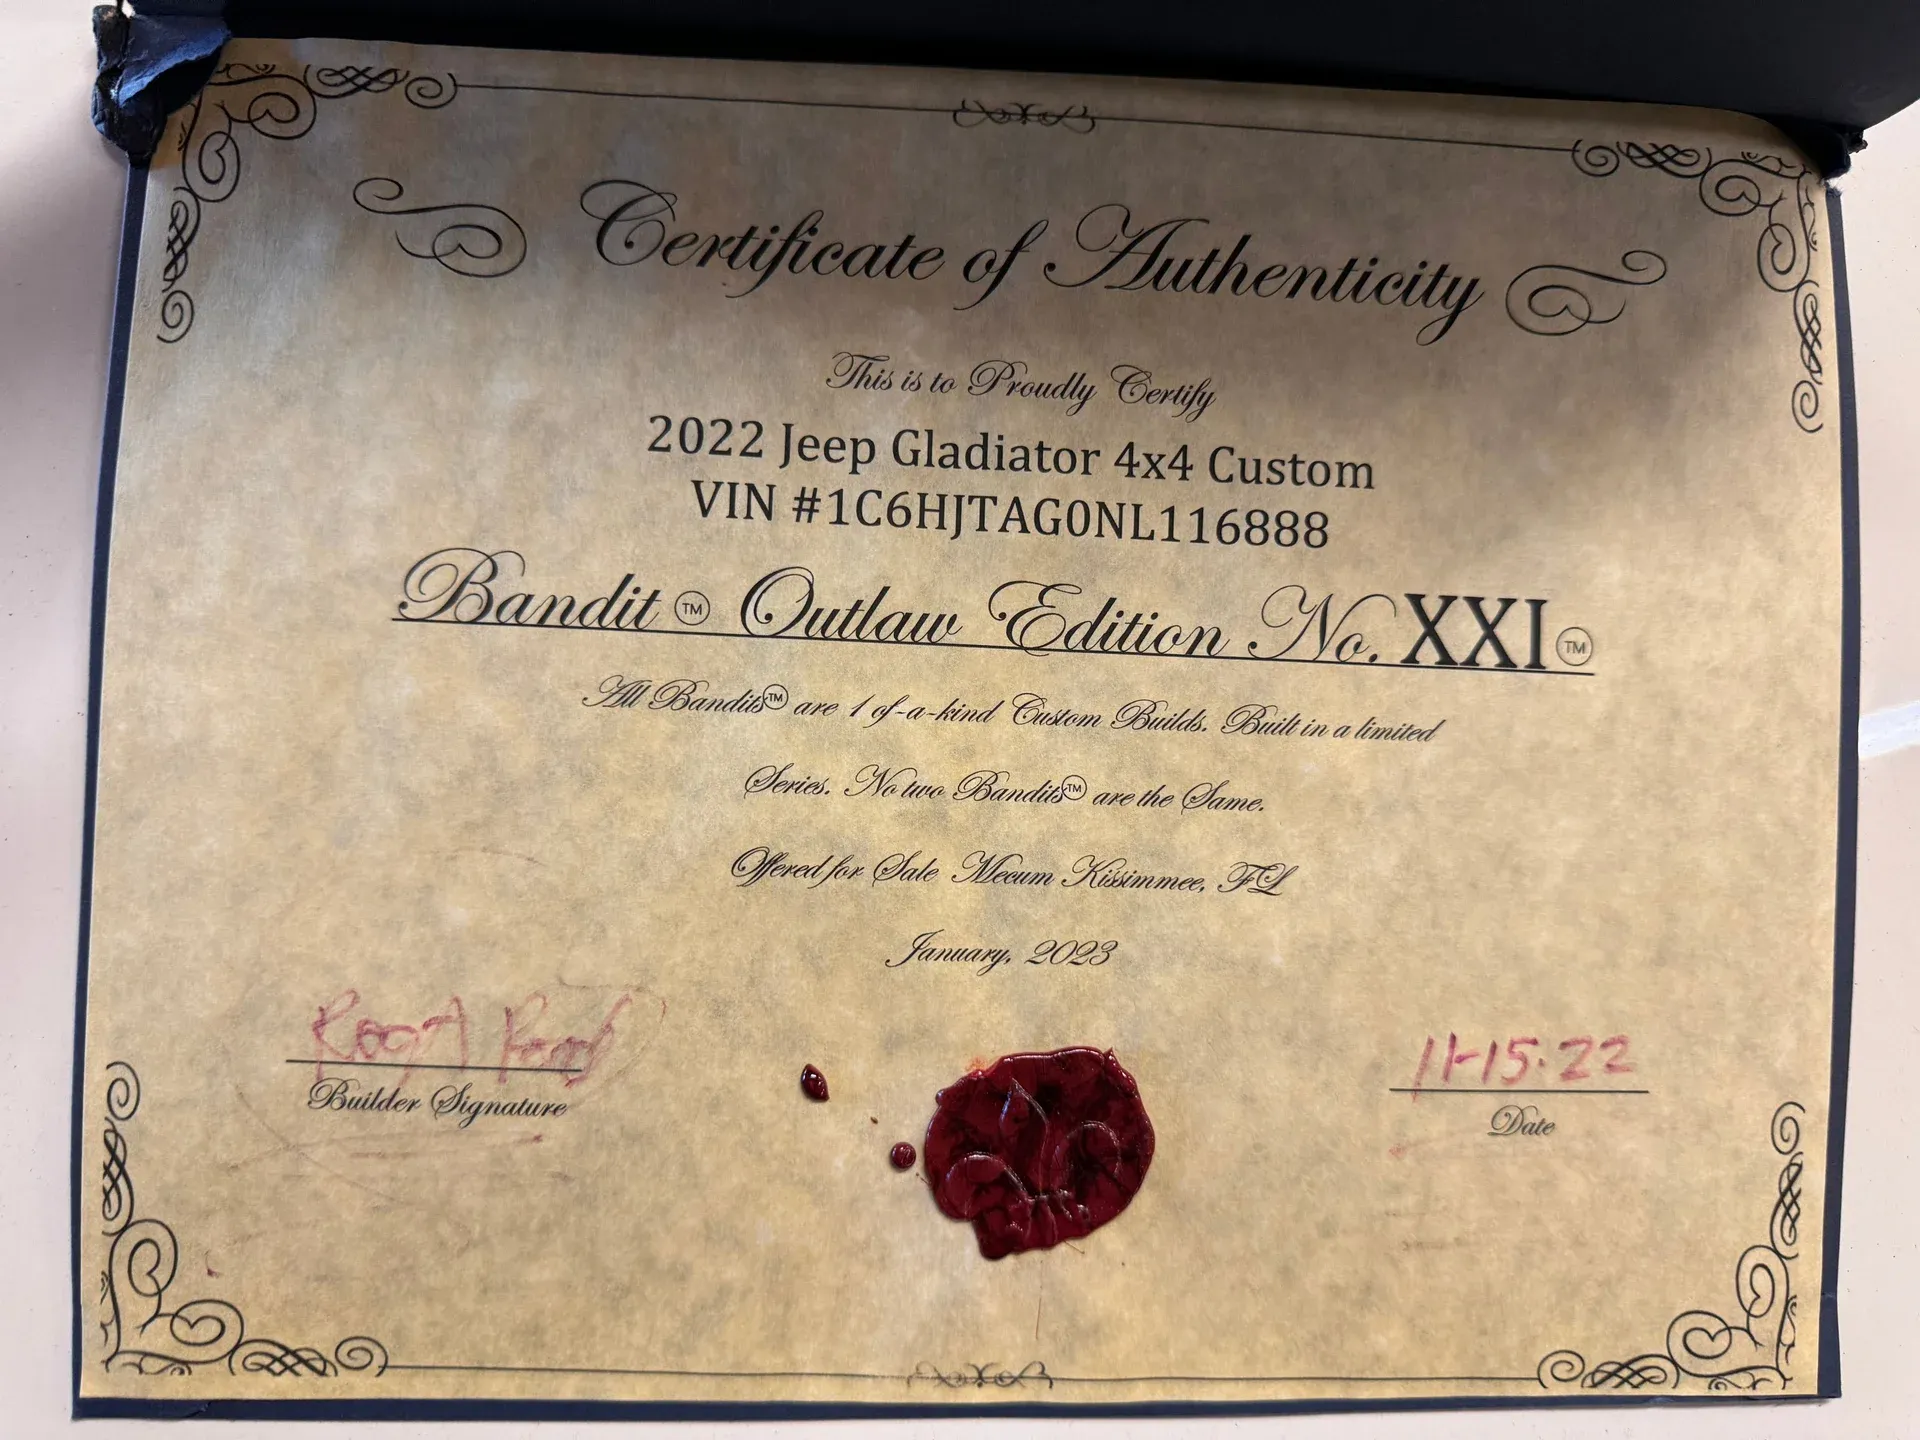 Certificate of Authenticity
This is to Proudly Certify
2022 Jeep Gladiator 4x4 Custom
VIN #1C6HJTAG0NL116888
Bandit™ Outlaw Edition No. XXI™
All Bandits™ are 1 of-a-kind Custom Builds. Built in a limited
Series. No two Bandits™ are the Same.
Offered for Sale Mecum Kissimmee, FL
January, 2023
11-15-22
Builder Signature
Date